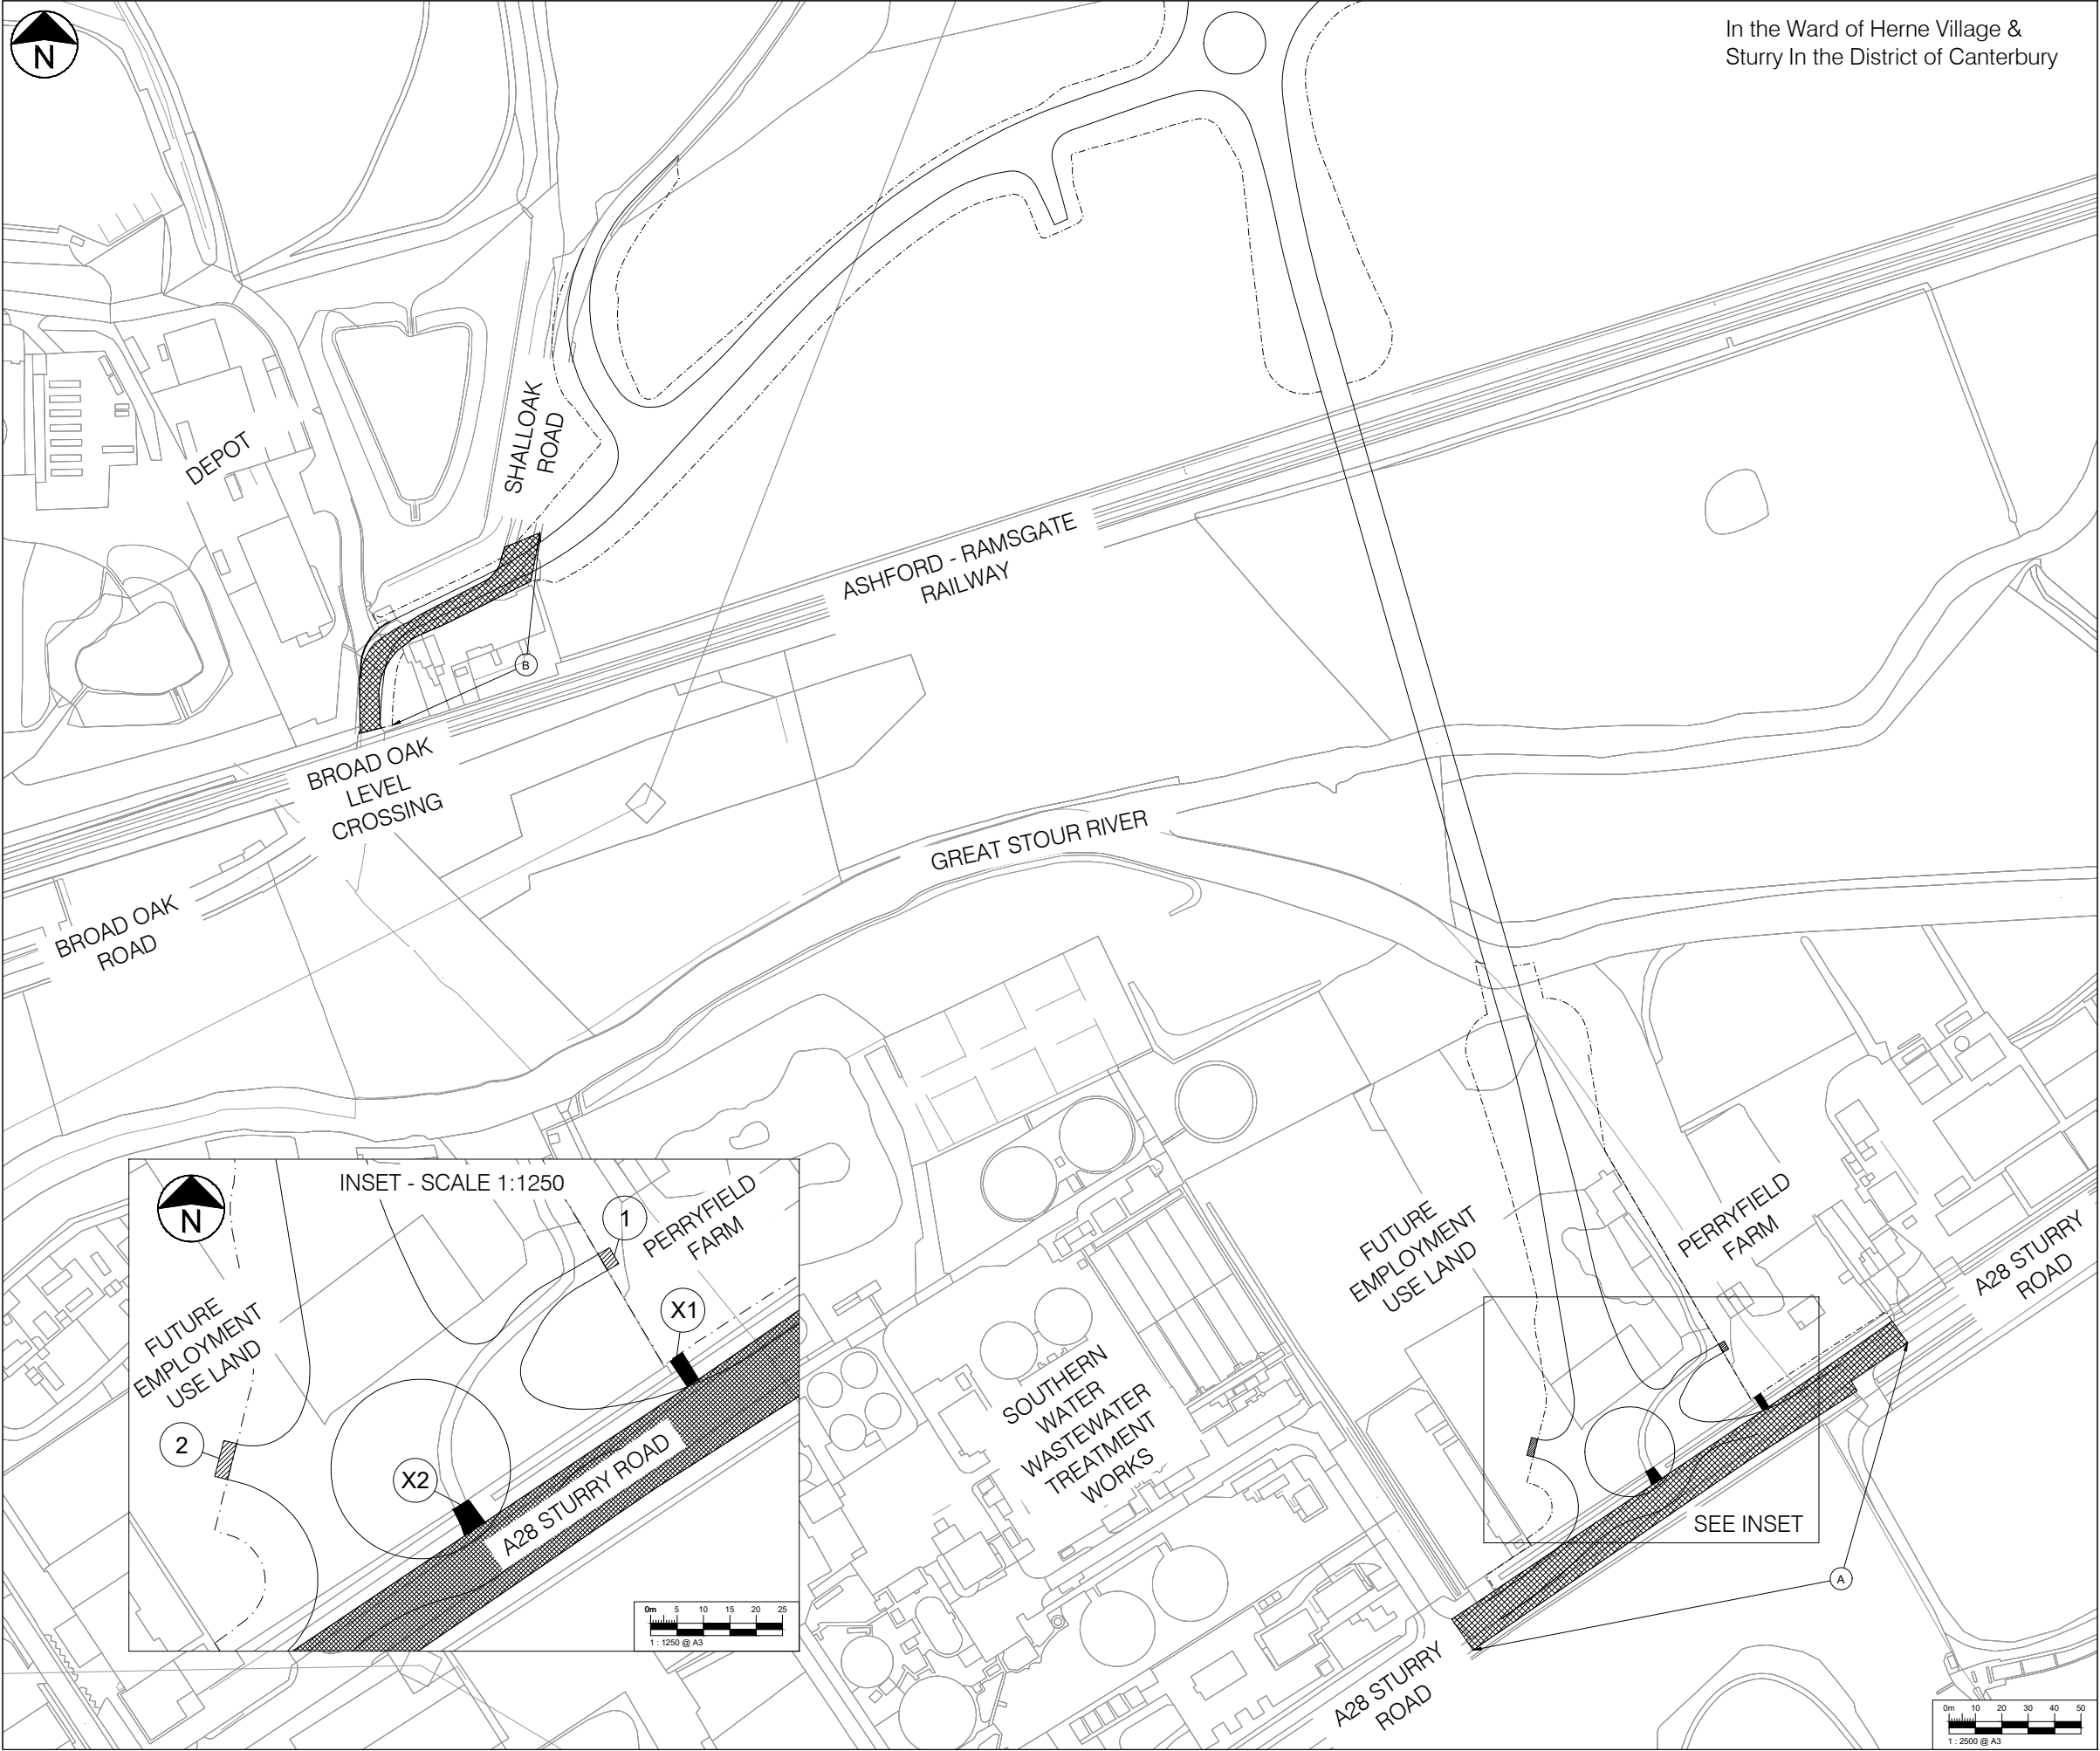 N
In the Ward of Herne Village &
Sturry In the District of Canterbury
SHALLOAK
ROAD
DEPOT
ASHFORD - RAMSGATE
RAILWAY
B
BROAD OAK
LEVEL
CROSSING
GREAT STOUR RIVER
BROAD OAK
ROAD
INSET - SCALE 1:1250
N
1
PERRYFIELD
FARM
X1
FUTURE
EMPLOYMENT
USE LAND
2
X2
A28 STURRY ROAD
0m 5 10 15 20 25
1 : 1250 @ A3
SOUTHERN
WATER
WASTEWATER
TREATMENT
WORKS
FUTURE
EMPLOYMENT
USE LAND
PERRYFIELD
FARM
A28 STURRY
ROAD
SEE INSET
A
A28 STURRY
ROAD
0m 10 20 30 40 50
1 : 2500 @ A3